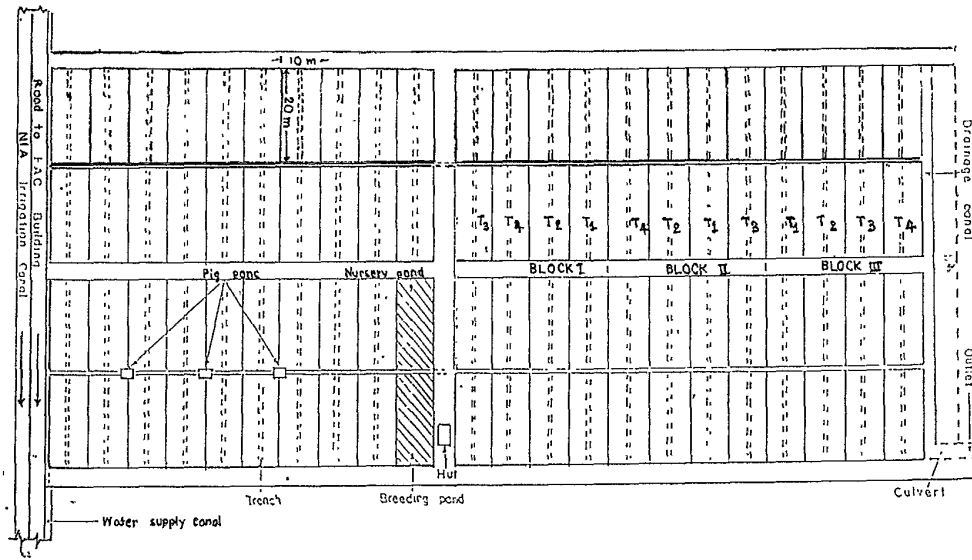 10 m
20 m
Road to FAC Building
NIA Irrigation Canal
T3 T4 T2 T1 T4 T2 T1 T3 T1 T2 T3 T4
Drainage canal
Pig pens
Nursery pond
BLOCK I
BLOCK II
BLOCK III
Outlet
Hut
Trench
Breeding pond
Culvert
Water supply canal